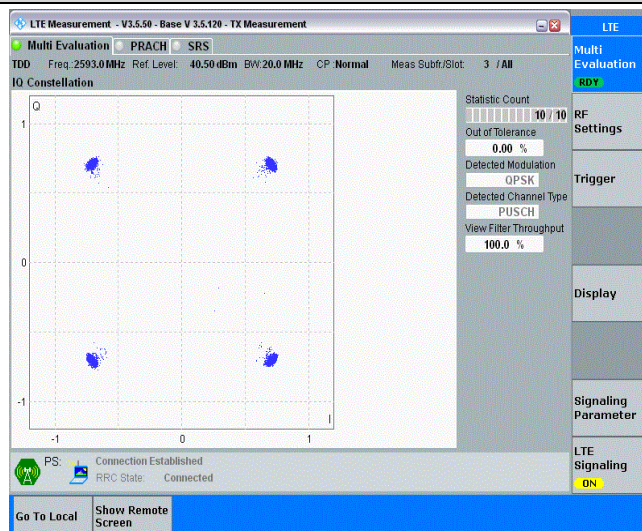 LTE Measurement - V3.5.50 - Base V 3.5.120 - TX Measurement
LTE
Multi Evaluation PRACH SRS
TDD Freq.:2593.0 MHz Ref. Level: 40.50 dBm BW:20.0 MHz CP :Normal Meas Subfr./Slot: 3 / All
IQ Constellation
Q
1
0
-1
-1 0 1
I
Statistic Count
10 / 10
Out of Tolerance
0.00 %
Detected Modulation
QPSK
Detected Channel Type
PUSCH
View Filter Throughput
100.0 %
Multi
Evaluation
RDY
RF
Settings
Trigger
Display
Signaling
Parameter
LTE
Signaling
ON
PS: Connection Established
RRC State: Connected
Go To Local
Show Remote
Screen